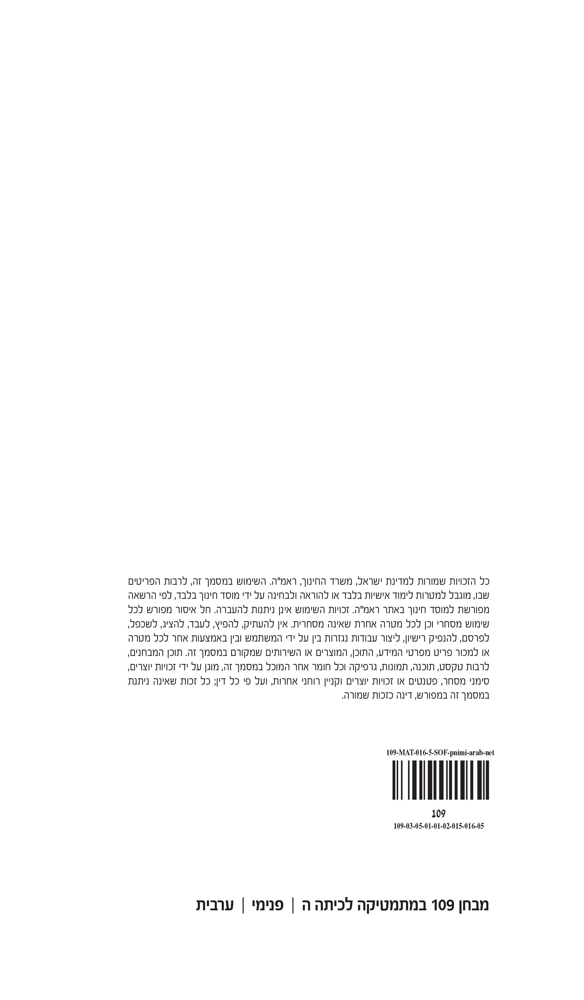 כל הזכויות שמורות למדינת ישראל, משרד החינוך, ראמ"ה. השימוש במסמך זה, לרבות הפריטים
שבו, מוגבל למטרות לימוד אישיות בלבד או להוראה ולבחינה על ידי מוסד חינוך בלבד, לפי הרשאה
מפורשת למוסד חינוך באתר ראמ"ה. זכויות השימוש אינן ניתנות להעברה. חל איסור מפורש לכל
שימוש מסחרי וכן לכל מטרה אחרת שאינה מסחרית. אין להעתיק, להפיץ, לעבד, להציג, לשכפל,
לפרסם, להנפיק רישיון, ליצור עבודות נגזרות בין על ידי המשתמש ובין באמצעות אחר לכל מטרה
או למכור פריט מפרטי המידע, התוכן, המוצרים או השירותים שמקורם במסמך זה. תוכן המבחנים,
לרבות טקסט, תוכנה, תמונות, גרפיקה וכל חומר אחר המוכל במסמך זה, מוגן על ידי זכויות יוצרים,
סימני מסחר, פטנטים או זכויות יוצרים וקניין רוחני אחרות, ועל פי כל דין; כל זכות שאינה ניתנת
במסמך זה במפורש, דינה כזכות שמורה.
109-MAT-016-5-SOF-pnimi-arab-net
109
109-03-05-01-01-02-015-016-05
מבחן 109 במתמטיקה לכיתה ה | פנימי | ערבית